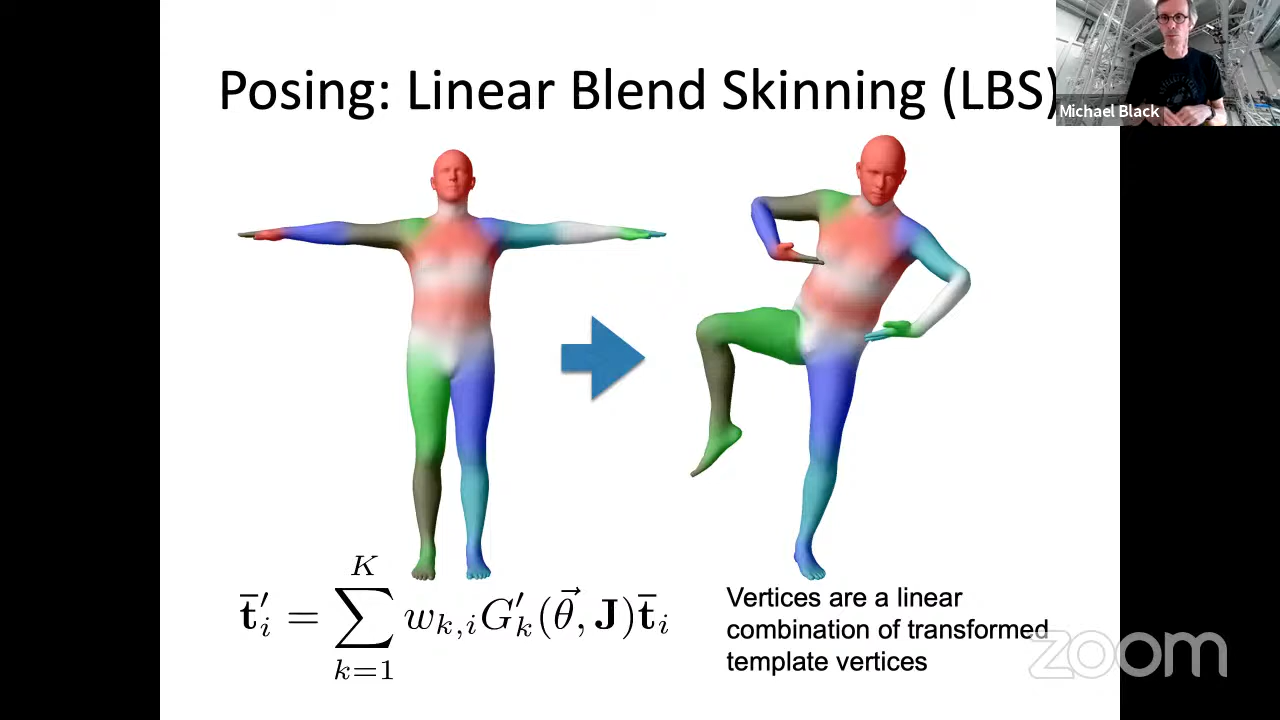 Posing: Linear Blend Skinning (LBS)
Michael Black
$\bar{\mathbf{t}}'_i = \sum_{k=1}^{K} w_{k,i} G'_k(\vec{\theta}, \mathbf{J}) \bar{\mathbf{t}}_i$
Vertices are a linear
combination of transformed
template vertices
zoom